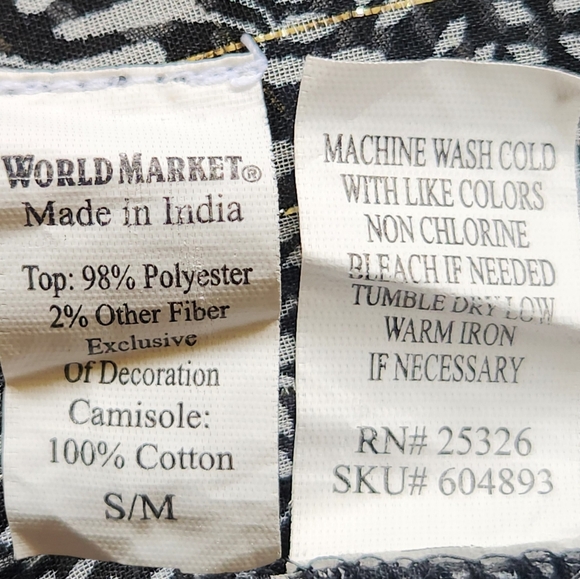 WORLD MARKET®
Made in India
Top: 98% Polyester
2% Other Fiber
Exclusive
Of Decoration
Camisole:
100% Cotton
S/M
MACHINE WASH COLD
WITH LIKE COLORS
NON CHLORINE
BLEACH IF NEEDED
TUMBLE DRY LOW
WARM IRON
IF NECESSARY
RN# 25326
SKU# 604893